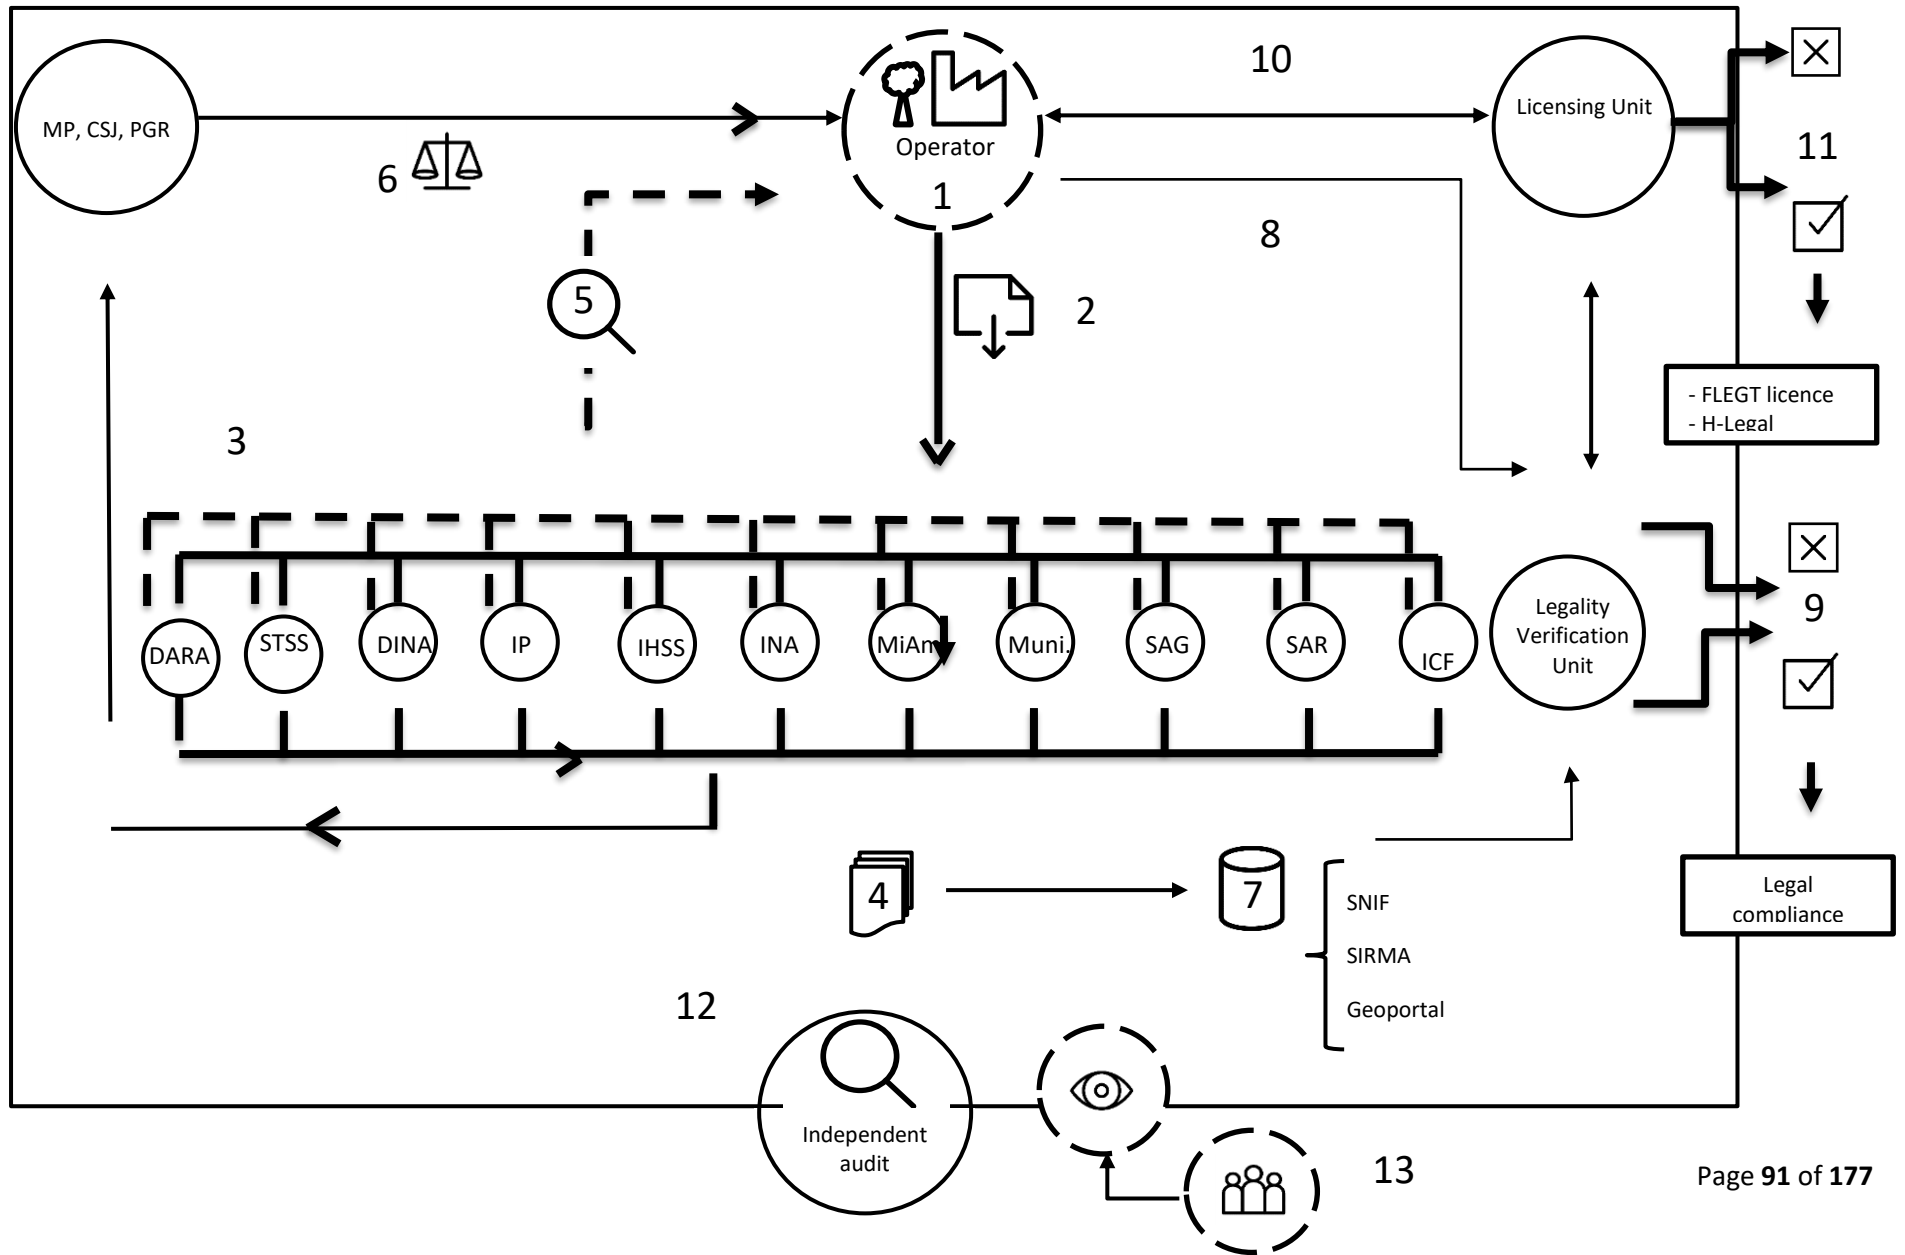 10
MP, CSJ, PGR
Operator
Licensing Unit
11
6
1
8
5
2
- FLEGT licence
- H-Legal
3
DARA
STSS
DINA
IP
IHSS
INA
MiAm
Muni.
SAG
SAR
ICF
Legality
Verification
Unit
9
4
7
SNIF
SIRMA
Geoportal
Legal
compliance
12
Independent
audit
13
Page 91 of 177